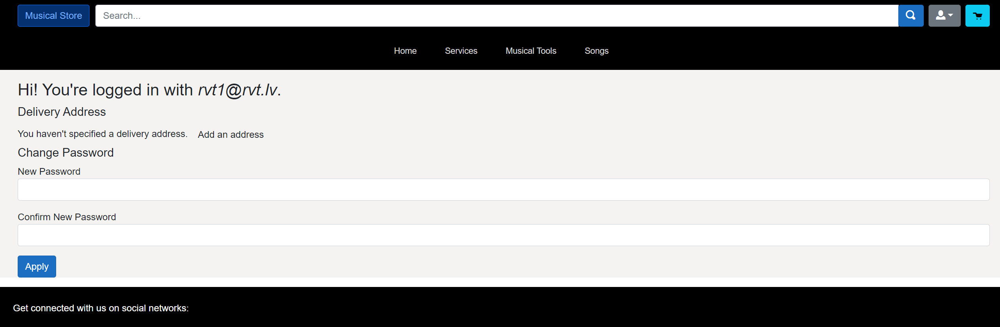 Musical Store Search...
Home Services Musical Tools Songs
Hi! You're logged in with rvt1@rvt.lv.
Delivery Address
You haven't specified a delivery address. Add an address
Change Password
New Password
Confirm New Password
Apply
Get connected with us on social networks: